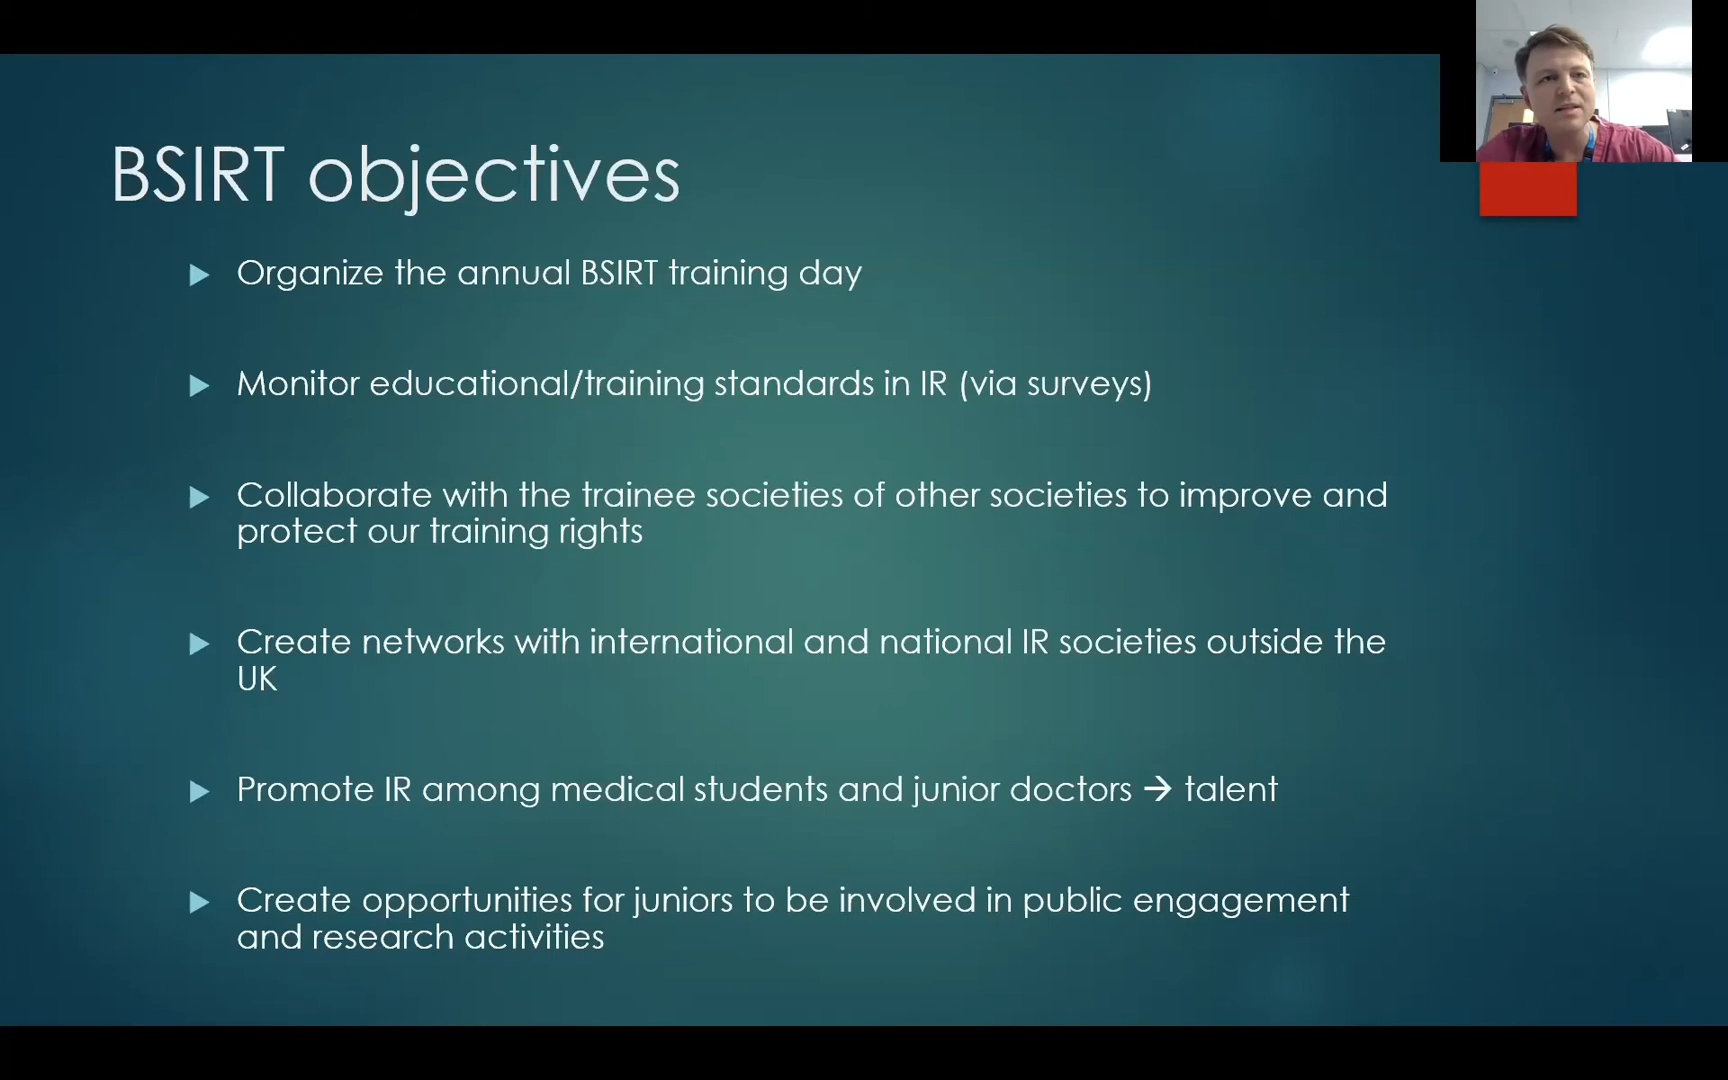 BSIRT objectives
Organize the annual BSIRT training day
Monitor educational/training standards in IR (via surveys)
Collaborate with the trainee societies of other societies to improve and
protect our training rights
Create networks with international and national IR societies outside the
UK
Promote IR among medical students and junior doctors → talent
Create opportunities for juniors to be involved in public engagement
and research activities